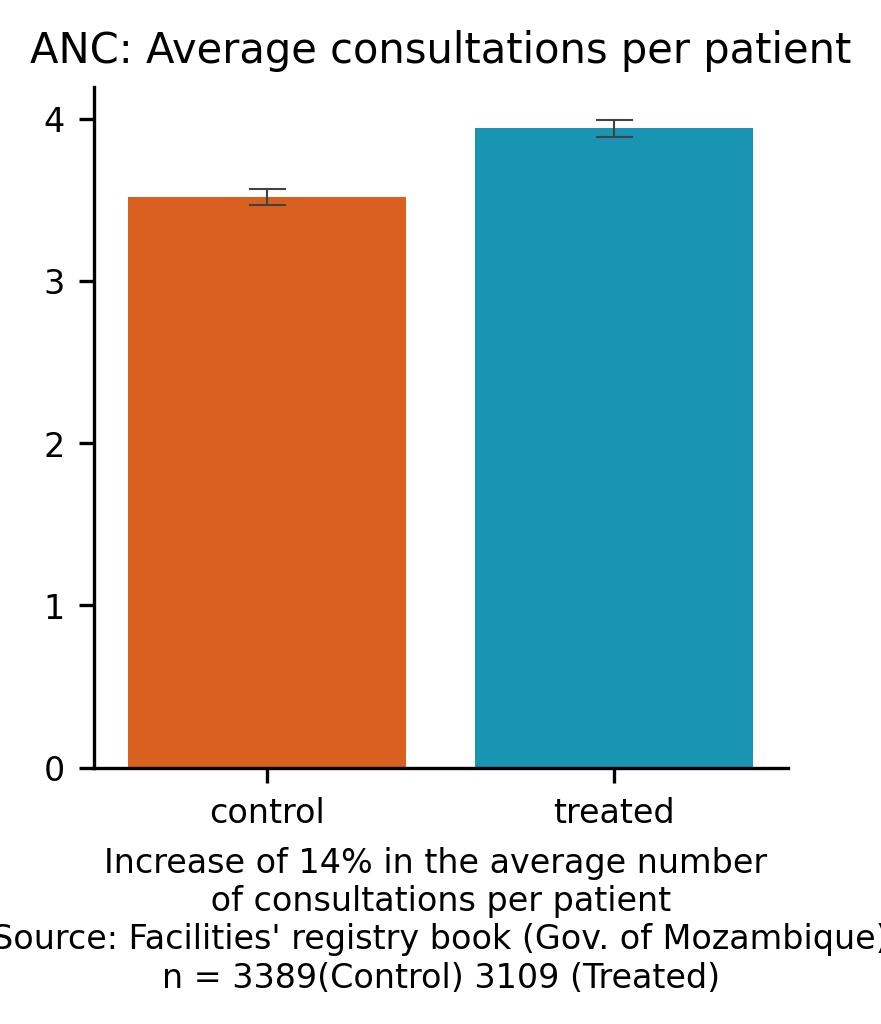 ANC: Average consultations per patient
4
3
2
1
0
control treated
Increase of 14% in the average number
of consultations per patient
Source: Facilities' registry book (Gov. of Mozambique)
n = 3389(Control) 3109 (Treated)